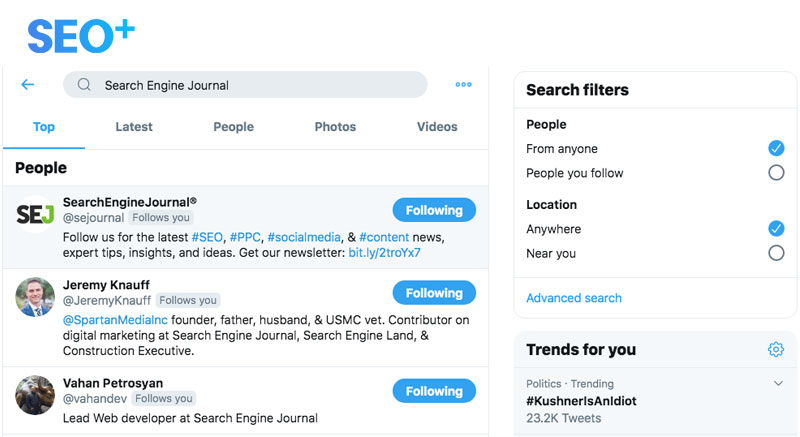 SEO+
Search Engine Journal
Top Latest People Photos Videos
People
SEJ
SearchEngineJournal®
@sejournal Follows you
Following
Follow us for the latest #SEO, #PPC, #socialmedia, & #content news,
expert tips, insights, and ideas. Get our newsletter: bit.ly/2troYx7
Jeremy Knauff
@JeremyKnauff Follows you
Following
@SpartanMediaInc founder, father, husband, & USMC vet. Contributor on
digital marketing at Search Engine Journal, Search Engine Land, &
Construction Executive.
Vahan Petrosyan
@vahandev Follows you
Following
Lead Web developer at Search Engine Journal
Search filters
People
From anyone
People you follow
Location
Anywhere
Near you
Advanced search
Trends for you
Politics · Trending
#KushnerIsAnIdiot
23.2K Tweets